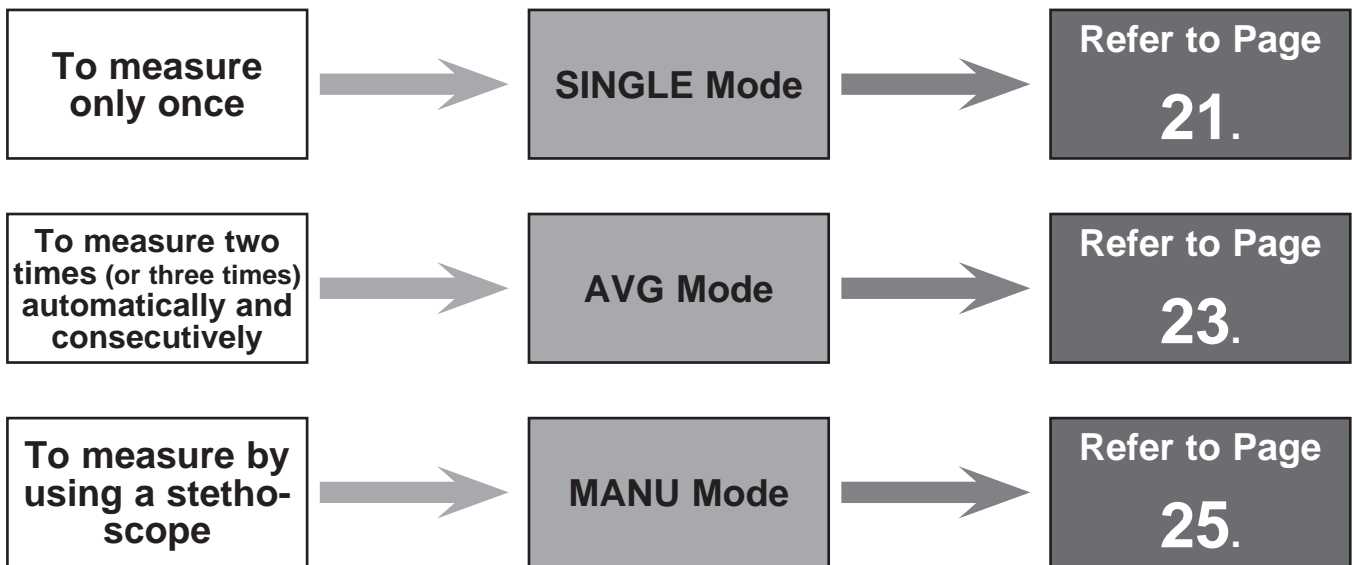 To measure
only once
SINGLE Mode
Refer to Page
21.
To measure two
times (or three times)
automatically and
consecutively
AVG Mode
Refer to Page
23.
To measure by
using a stetho-
scope
MANU Mode
Refer to Page
25.